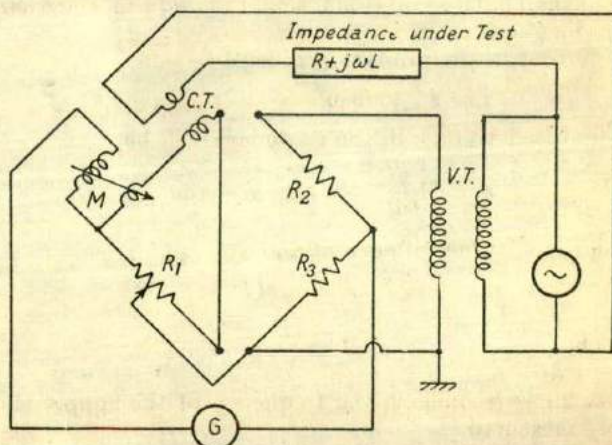 Impedance under Test
R+jωL
C.T.
M
R2
V.T.
R1
R3
~
G